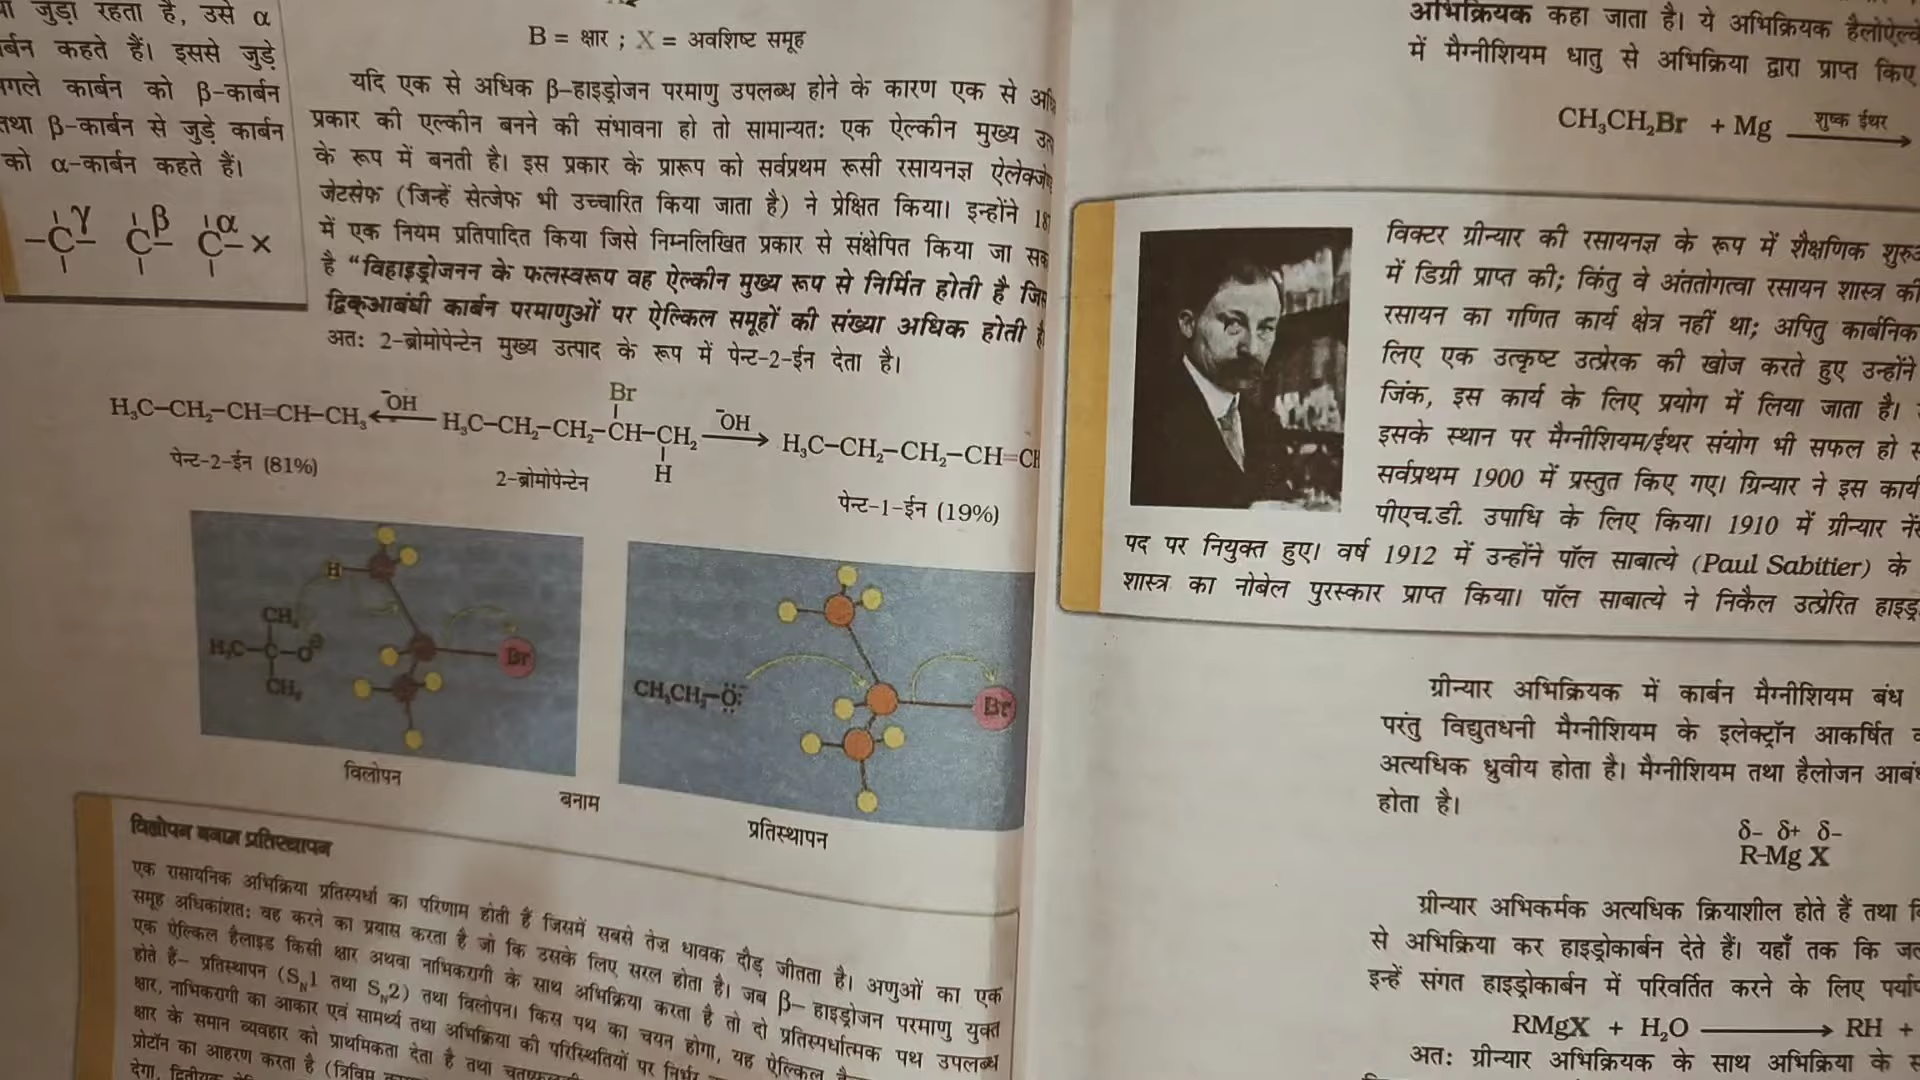 जुड़ा रहता है, उसे α
कहते हैं। इससे जुड़े
कार्बन को β-कार्बन
तथा β-कार्बन से जुड़े कार्बन
को α-कार्बन कहते हैं।
–C^γ– C^β– C^α–X
B = क्षार ; X = अवशिष्ट समूह
यदि एक से अधिक β-हाइड्रोजन परमाणु उपलब्ध होने के कारण एक से
प्रकार की एल्कीन बनने की संभावना हो तो सामान्यतः एक ऐल्कीन मुख्य
के रूप में बनती है। इस प्रकार के प्रारूप को सर्वप्रथम रूसी रसायनज्ञ
जेटसेफ (जिन्हें सेत्जेफ भी उच्चारित किया जाता है) ने प्रेक्षित किया। इन्होंने
में एक नियम प्रतिपादित किया जिसे निम्नलिखित प्रकार से संक्षेपित किया जा
है “विहाइड्रोजनन के फलस्वरूप वह ऐल्कीन मुख्य रूप से निर्मित होती है
द्विक्आबंधी कार्बन परमाणुओं पर ऐल्किल समूहों की संख्या अधिक होती
अतः 2-ब्रोमोपेन्टेन मुख्य उत्पाद के रूप में पेन्ट-2-ईन देता है।
Br
H₃C–CH₂–CH=CH–CH₃ ⟵ ⁻OH H₃C–CH₂–CH₂–CH–CH₂ ⁻OH ⟶ H₃C–CH₂–CH₂–CH=
H
पेन्ट-2-ईन (81%)
2-ब्रोमोपेन्टेन
पेन्ट-1-ईन (19%)
H
CH₃
H₃C–C–O⊖
CH₃
Br
CH₃CH₂–Ö:⁻
Br
विलोपन
बनाम
प्रतिस्थापन
विलोपन बनाम प्रतिस्थापन
एक रासायनिक अभिक्रिया प्रतिस्पर्धा का परिणाम होती हैं जिसमें सबसे तेज़ धावक दौड़ जीतता है। अणुओं का एक
समूह अधिकांशतः वह करने का प्रयास करता है जो कि उसके लिए सरल होता है। जब β- हाइड्रोजन परमाणु युक्त
एक ऐल्किल हैलाइड किसी क्षार अथवा नाभिकरागी के साथ अभिक्रिया करता है तो दो प्रतिस्पर्धात्मक पथ उपलब्ध
होते हैं– प्रतिस्थापन (S_N1 तथा S_N2) तथा विलोपन। किस पथ का चयन होगा, यह ऐल्किल
क्षार, नाभिकरागी का आकार एवं सामर्थ्य तथा अभिक्रिया की परिस्थितियों पर निर्भर
क्षार के समान व्यवहार को प्राथमिकता देता है तथा
प्रोटॉन का आहरण करता है
देगा,
अभिक्रियक कहा जाता है। ये अभिक्रियक
में मैग्नीशियम धातु से अभिक्रिया द्वारा प्राप्त किए
CH₃CH₂Br + Mg शुष्क ईथर ⟶
विक्टर ग्रीन्यार की रसायनज्ञ के रूप में शैक्षणिक
में डिग्री प्राप्त की; किंतु वे अंततोगत्वा रसायन शास्त्र की
रसायन का गणित कार्य क्षेत्र नहीं था; अपितु कार्बनिक
लिए एक उत्कृष्ट उत्प्रेरक की खोज करते हुए उन्होंने
जिंक, इस कार्य के लिए प्रयोग में लिया जाता है।
इसके स्थान पर मैग्नीशियम/ईथर संयोग भी सफल हो
सर्वप्रथम 1900 में प्रस्तुत किए गए। ग्रिन्यार ने इस कार्य
पीएच.डी. उपाधि के लिए किया। 1910 में ग्रीन्यार
पद पर नियुक्त हुए। वर्ष 1912 में उन्होंने पॉल साबात्ये (Paul Sabitier) के
शास्त्र का नोबेल पुरस्कार प्राप्त किया। पॉल साबात्ये ने निकैल उत्प्रेरित
ग्रीन्यार अभिक्रियक में कार्बन मैग्नीशियम बंध
परंतु विद्युतधनी मैग्नीशियम के इलेक्ट्रॉन आकर्षित
अत्यधिक ध्रुवीय होता है। मैग्नीशियम तथा हैलोजन
होता है।
δ– δ+ δ–
R-Mg X
ग्रीन्यार अभिकर्मक अत्यधिक क्रियाशील होते हैं तथा
से अभिक्रिया कर हाइड्रोकार्बन देते हैं। यहाँ तक कि
इन्हें संगत हाइड्रोकार्बन में परिवर्तित करने के लिए
RMgX + H₂O ⟶ RH +
अतः ग्रीन्यार अभिक्रियक के साथ अभिक्रिया के